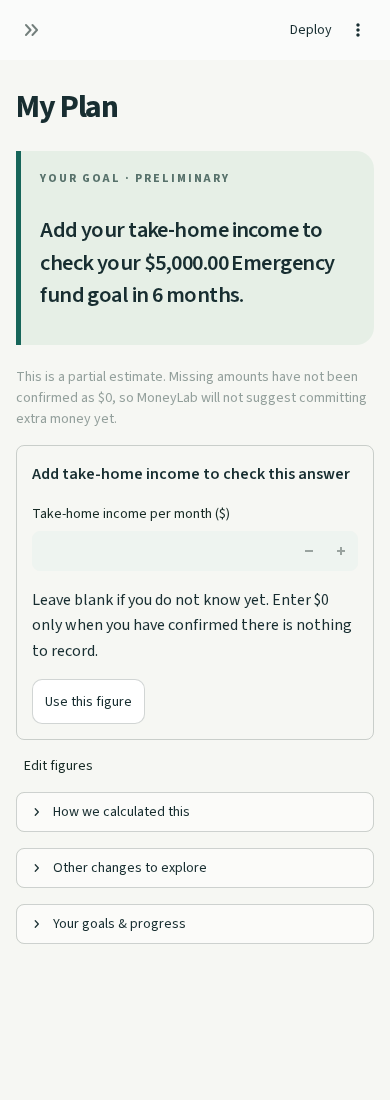 Deploy
My Plan
YOUR GOAL · PRELIMINARY
Add your take-home income to
check your $5,000.00 Emergency
fund goal in 6 months.
This is a partial estimate. Missing amounts have not been
confirmed as $0, so MoneyLab will not suggest committing
extra money yet.
Add take-home income to check this answer
Take-home income per month ($)
Leave blank if you do not know yet. Enter $0
only when you have confirmed there is nothing
to record.
Use this figure
Edit figures
How we calculated this
Other changes to explore
Your goals & progress